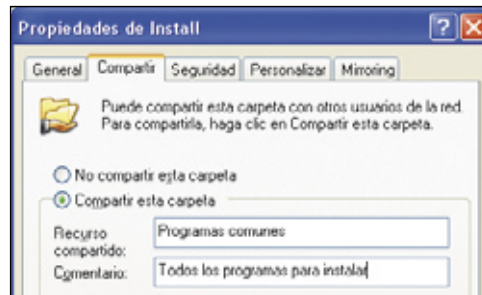 Propiedades de Install
General Compartir Seguridad Personalizar Mirroring
Puede compartir esta carpeta con otros usuarios de la red.
Para compartirla, haga clic en Compartir esta carpeta.
No compartir esta carpeta
Compartir esta carpeta
Recurso compartido: Programas comunes
Comentario: Todos los programas para instalar